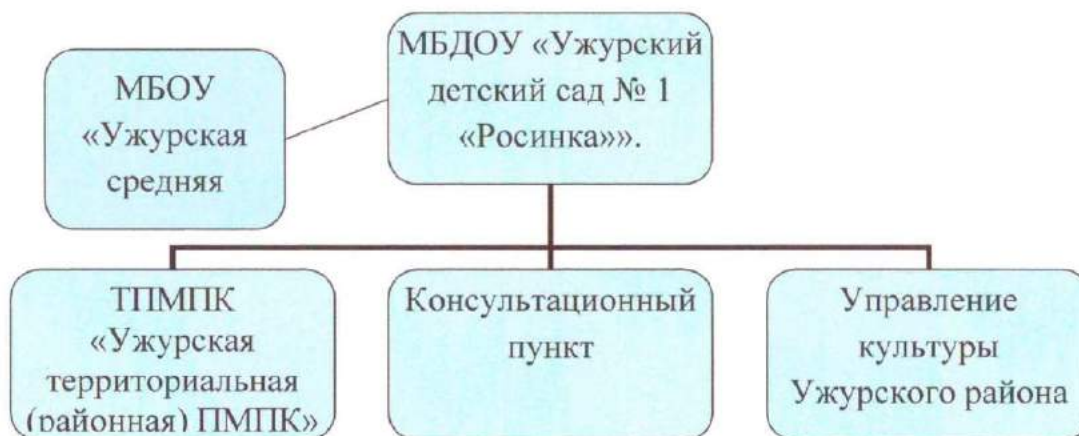 МБОУ
«Ужурская
средняя
МБДОУ «Ужурский
детский сад № 1
«Росинка»».
ТПМПК
«Ужурская
территориальная
(районная) ПМПК»
Консультационный
пункт
Управление
культуры
Ужурского района